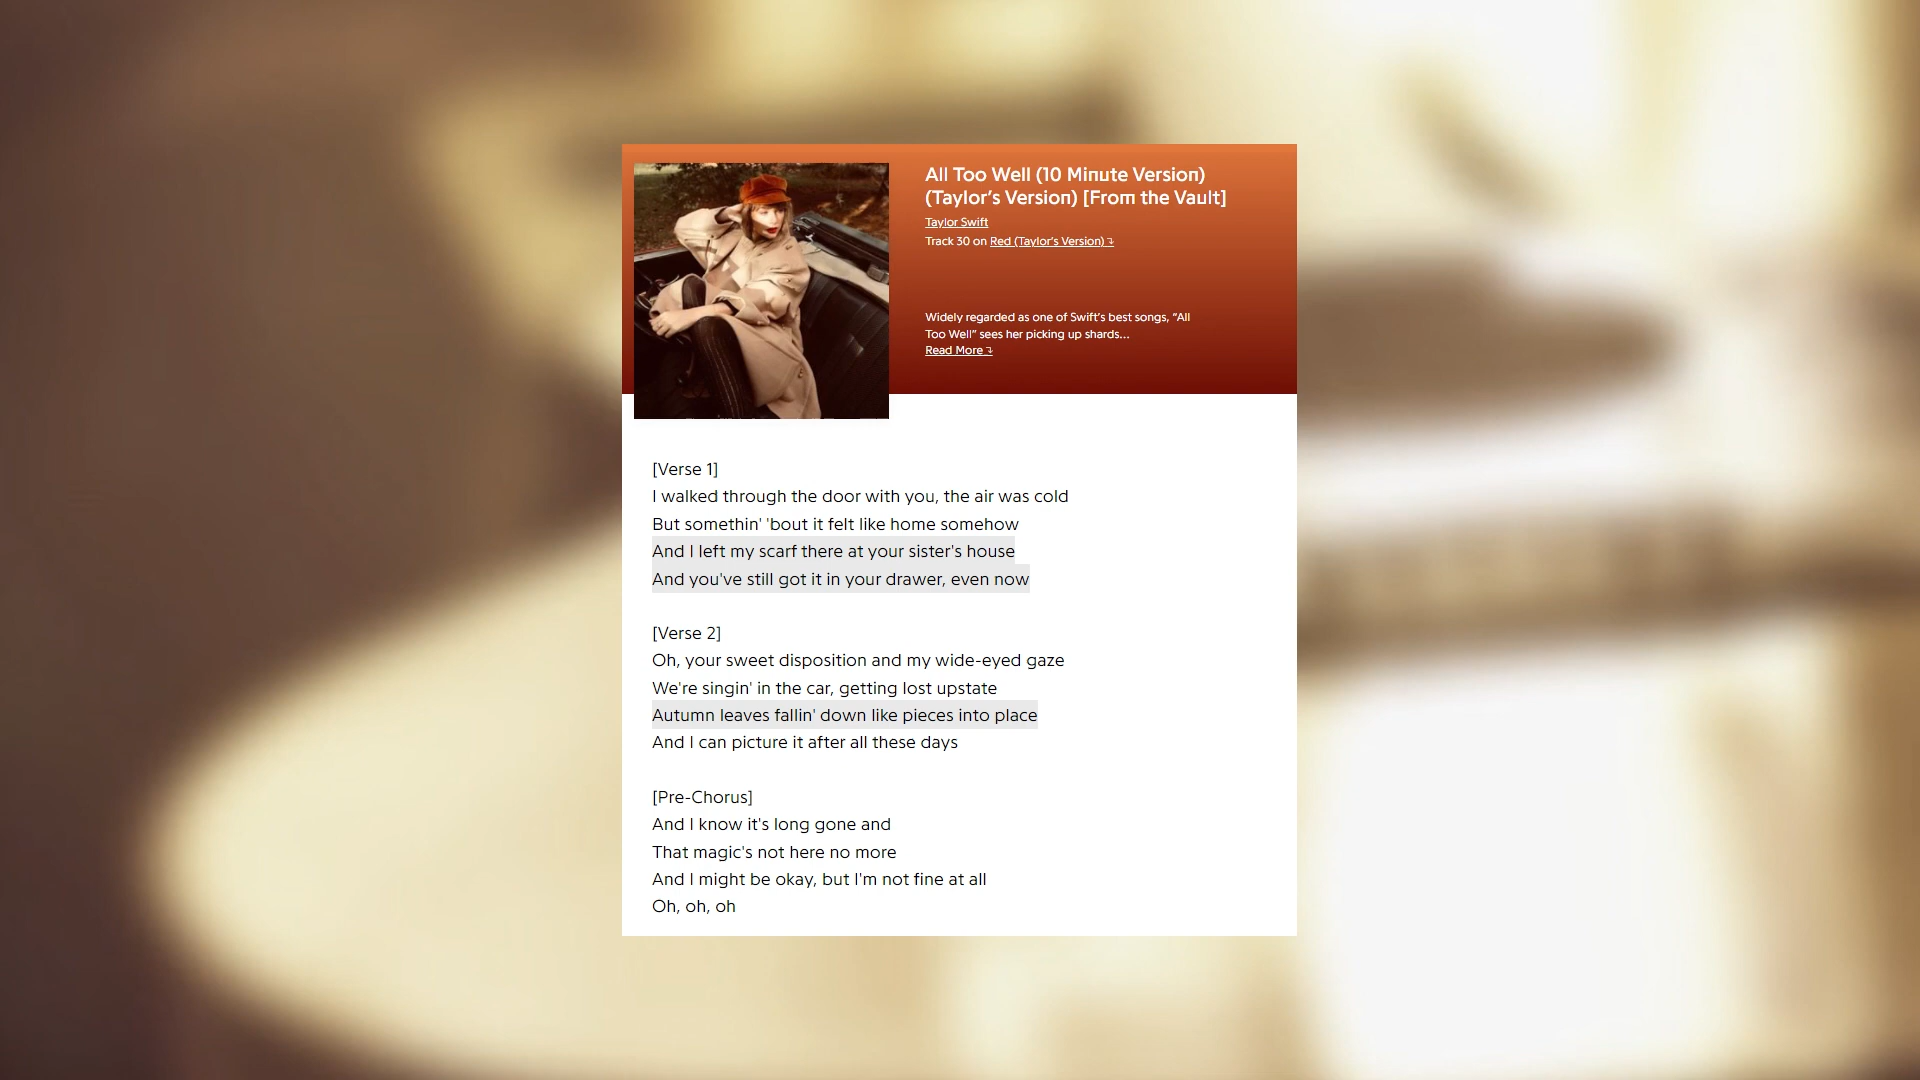 All Too Well (10 Minute Version)
(Taylor's Version) [From the Vault]
Taylor Swift
Track 30 on Red (Taylor's Version)
Widely regarded as one of Swift's best songs, “All
Too Well” sees her picking up shards...
Read More
[Verse 1]
I walked through the door with you, the air was cold
But somethin' 'bout it felt like home somehow
And I left my scarf there at your sister's house
And you've still got it in your drawer, even now
[Verse 2]
Oh, your sweet disposition and my wide-eyed gaze
We're singin' in the car, getting lost upstate
Autumn leaves fallin' down like pieces into place
And I can picture it after all these days
[Pre-Chorus]
And I know it's long gone and
That magic's not here no more
And I might be okay, but I'm not fine at all
Oh, oh, oh